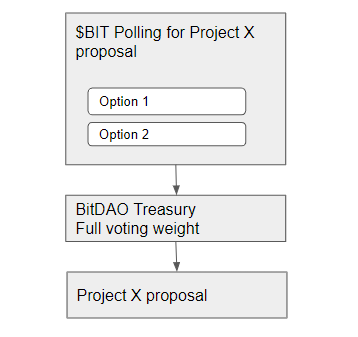 $BIT Polling for Project X
proposal
Option 1
Option 2
BitDAO Treasury
Full voting weight
Project X proposal